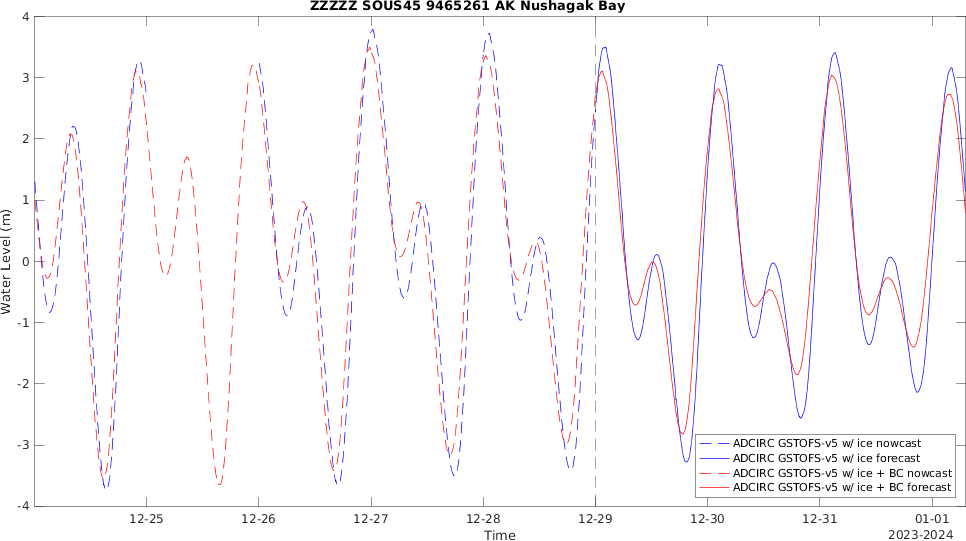 ZZZZZ SOUS45 9465261 AK Nushagak Bay
4
3
2
1
0
-1
-2
-3
-4
Water Level (m)
12-25
12-26
12-27
12-28
12-29
12-30
12-31
01-01
Time
2023-2024
ADCIRC GSTOFS-v5 w/ ice nowcast
ADCIRC GSTOFS-v5 w/ ice forecast
ADCIRC GSTOFS-v5 w/ ice + BC nowcast
ADCIRC GSTOFS-v5 w/ ice + BC forecast